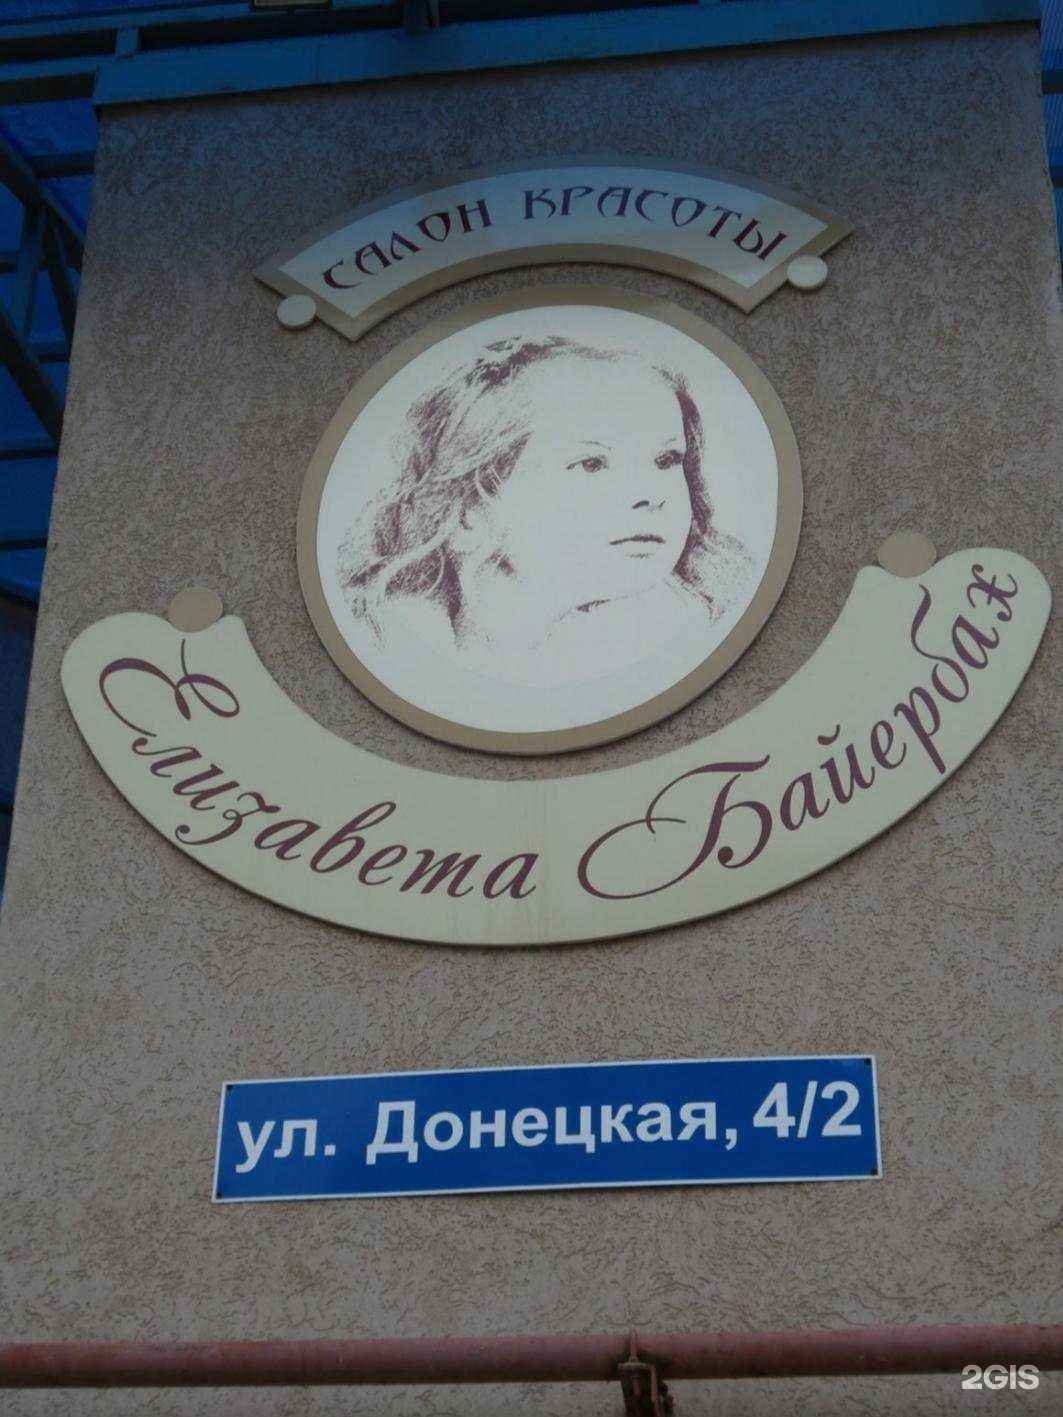 САЛОН КРАСОТЫ
Елизавета Байербах
ул. Донецкая, 4/2
2GIS